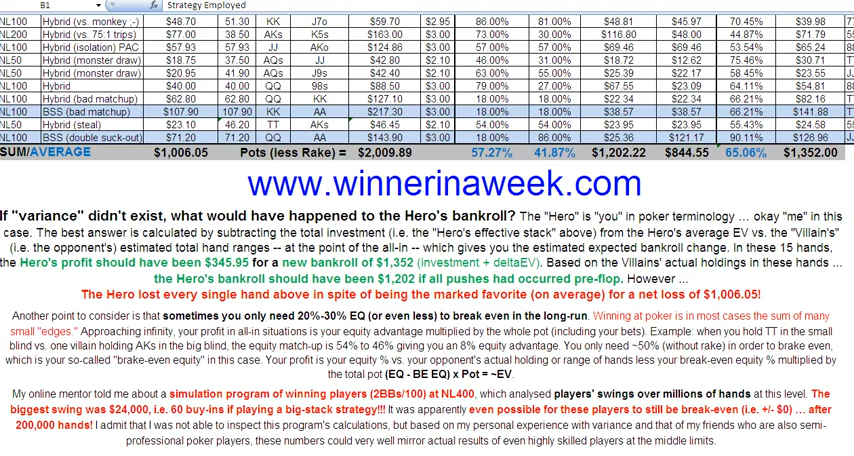 B1 fx Strategy Employed
NL100 Hybrid (vs. monkey ;-) $48.70 51.30 KK J7o $59.70 $2.95 86.00% 81.00% $48.81 $45.97 70.45% $39.98
NL200 Hybrid (vs. 75.1 trips) $77.00 38.50 AKs K5s $163.00 $3.00 73.00% 30.00% $116.80 $48.00 44.87% $71.79
NL100 Hybrid (isolation) PAC $57.93 57.93 JJ AKo $124.86 $3.00 57.00% 57.00% $69.46 $69.46 53.54% $65.24
NL50 Hybrid (monster draw) $18.75 37.50 AQs JJ $42.80 $2.10 46.00% 31.00% $18.72 $12.62 75.46% $30.71
NL50 Hybrid (monster draw) $20.95 41.90 AQs J9s $42.40 $2.10 63.00% 55.00% $25.39 $22.17 58.45% $23.55
NL100 Hybrid $40.00 40.00 QQ 98s $88.50 $3.00 79.00% 27.00% $67.55 $23.09 64.11% $54.81
NL100 Hybrid (bad matchup) $62.80 62.80 QQ KK $127.10 $3.00 18.00% 18.00% $22.34 $22.34 66.21% $82.16
NL100 BSS (bad matchup) $107.90 107.90 KK AA $217.30 $3.00 18.00% 18.00% $38.57 $38.57 66.21% $141.88
NL50 Hybrid (steal) $23.10 46.20 TT AKs $46.45 $2.10 54.00% 54.00% $23.95 $23.95 55.43% $24.58
NL100 BSS (double suck-out) $71.20 71.20 QQ AA $143.90 $3.00 18.00% 86.00% $25.36 $121.17 90.11% $126.96
SUM/AVERAGE $1,006.05 Pots (less Rake) = $2,009.89 57.27% 41.87% $1,202.22 $844.55 65.06% $1,352.00
www.winnerinaweek.com
If "variance" didn't exist, what would have happened to the Hero's bankroll? The "Hero" is "you" in poker terminology ... okay "me" in this
case. The best answer is calculated by subtracting the total investment (i.e. the "Hero's effective stack" above) from the Hero's average EV vs. the "Villain's"
(i.e. the opponent's) estimated total hand ranges -- at the point of the all-in -- which gives you the estimated expected bankroll change. In these 15 hands,
the Hero's profit should have been $345.95 for a new bankroll of $1,352 (investment + deltaEV). Based on the Villains' actual holdings in these hands ...
the Hero's bankroll should have been $1,202 if all pushes had occurred pre-flop. However ...
The Hero lost every single hand above in spite of being the marked favorite (on average) for a net loss of $1,006.05!
Another point to consider is that sometimes you only need 20%-30% EQ (or even less) to break even in the long-run. Winning at poker is in most cases the sum of many
small "edges." Approaching infinity, your profit in all-in situations is your equity advantage multiplied by the whole pot (including your bets). Example: when you hold TT in the small
blind vs. one villain holding AKs in the big blind, the equity match-up is 54% to 46% giving you an 8% equity advantage. You only need ~50% (without rake) in order to break even,
which is your so-called "brake-even equity" in this case. Your profit is your equity % vs. your opponent's actual holding or range of hands less your break-even equity % multiplied by
the total pot (EQ - BE EQ) x Pot = ~EV.
My online mentor told me about a simulation program of winning players (2BBs/100) at NL400, which analysed players' swings over millions of hands at this level. The
biggest swing was $24,000, i.e. 60 buy-ins if playing a big-stack strategy!!! It was apparently even possible for these players to still be break-even (i.e. +/- $0) ... after
200,000 hands! I admit that I was not able to inspect this program's calculations, but based on my personal experience with variance and that of my friends who are also semi-
professional poker players, these numbers could very well mirror actual results of even highly skilled players at the middle limits.